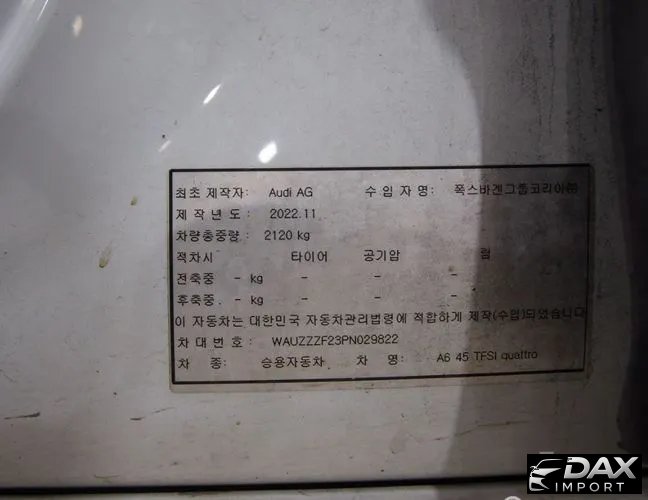 최초 제작자: Audi AG 수 입 자 명: 폭스바겐그룹코리아㈜
제 작 년 도 : 2022.11
차량총중량 : 2120 kg
적차시 타이어 공기압 림
전축중 - kg - - -
후축중. - kg - - -
이 자동차는 대한민국 자동차관리법령에 적합하게 제작(수입)되었습니다
차 대 번 호 : WAUZZZF23PN029822
차 종: 승용자동차 차 명: A6 45 TFSI quattro
DAX
IMPORT